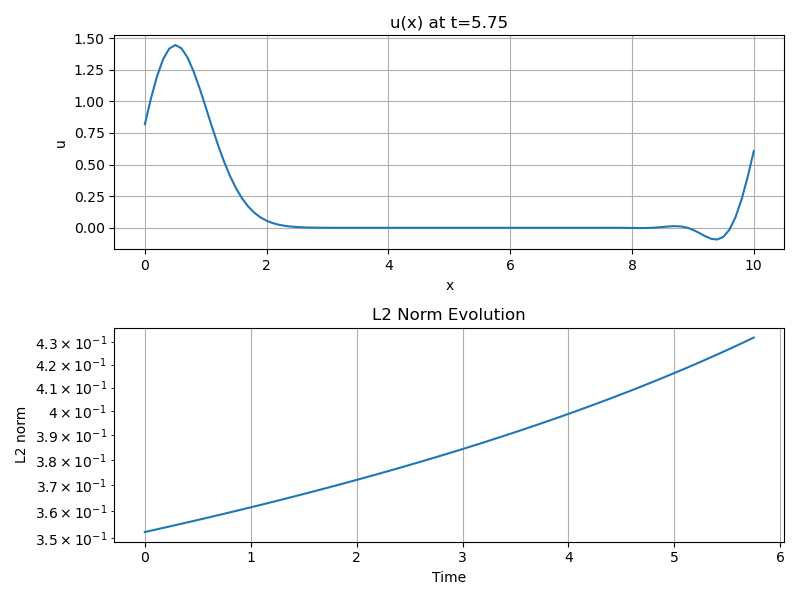 u(x) at t=5.75
1.50
1.25
1.00
0.75
0.50
0.25
0.00
u
0 2 4 6 8 10
x
L2 Norm Evolution
4.3 × 10⁻¹
4.2 × 10⁻¹
4.1 × 10⁻¹
4 × 10⁻¹
3.9 × 10⁻¹
3.8 × 10⁻¹
3.7 × 10⁻¹
3.6 × 10⁻¹
3.5 × 10⁻¹
L2 norm
0 1 2 3 4 5 6
Time